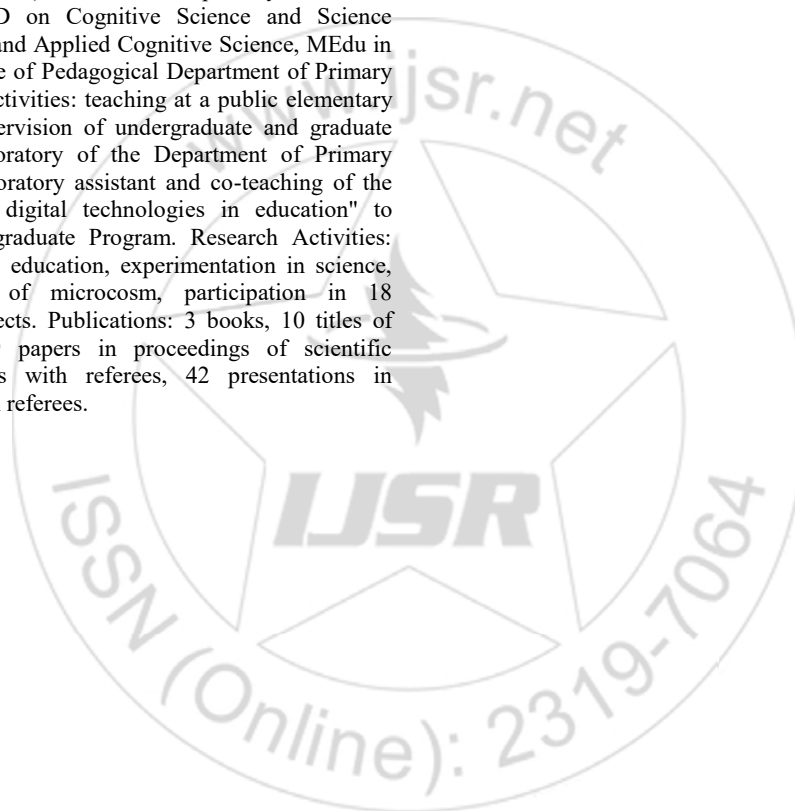 D on Cognitive Science and Science
and Applied Cognitive Science, MEdu in
e of Pedagogical Department of Primary
ctivities: teaching at a public elementary
ervision of undergraduate and graduate
oratory of the Department of Primary
oratory assistant and co-teaching of the
digital technologies in education" to
graduate Program. Research Activities:
education, experimentation in science,
of microcosm, participation in 18
ects. Publications: 3 books, 10 titles of
papers in proceedings of scientific
s with referees, 42 presentations in
referees.
www.ijsr.net
IJSR
ISSN (Online): 2319-7064